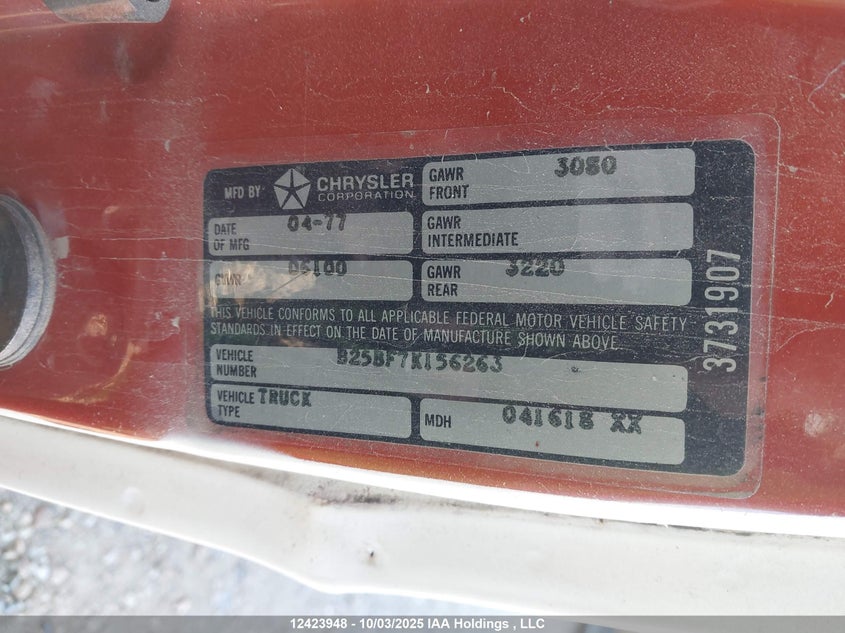 MFD BY CHRYSLER CORPORATION
GAWR FRONT 3080
DATE OF MFG 04-77
GAWR INTERMEDIATE
GVWR 06100
GAWR REAR 3220
THIS VEHICLE CONFORMS TO ALL APPLICABLE FEDERAL MOTOR VEHICLE SAFETY
STANDARDS IN EFFECT ON THE DATE OF MANUFACTURE SHOWN ABOVE.
VEHICLE NUMBER B25BF7K156263
VEHICLE TYPE TRUCK
MDH 041618 XX
3731907
12423948 - 10/03/2025 IAA Holdings , LLC